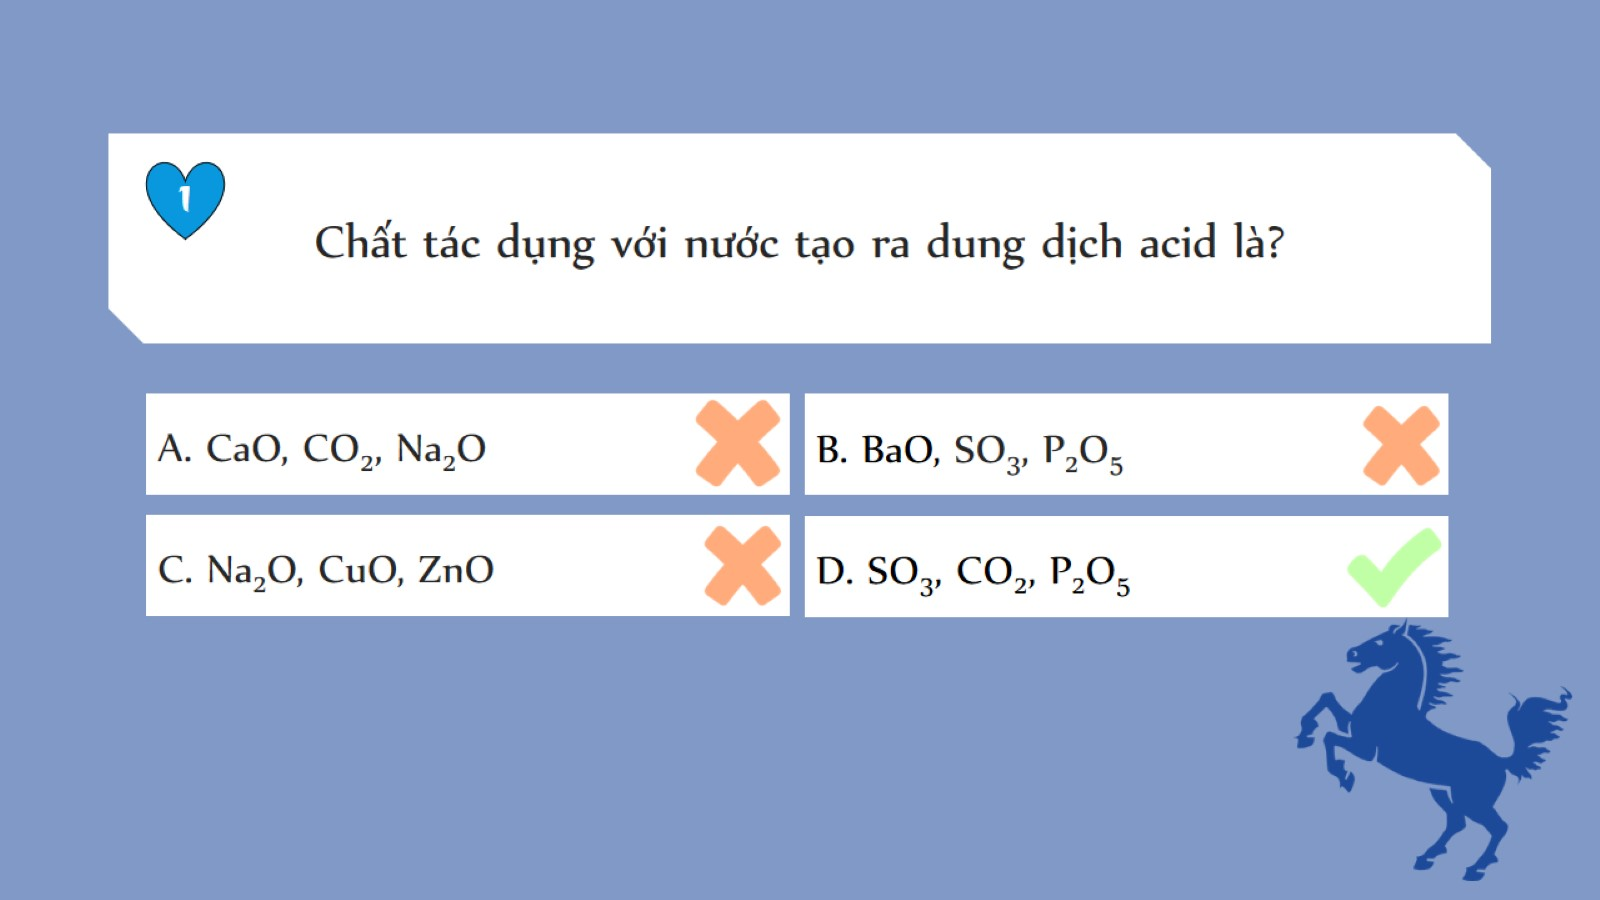 1
Chất tác dụng với nước tạo ra dung dịch acid là?
A. CaO, CO₂, Na₂O
B. BaO, SO₃, P₂O₅
C. Na₂O, CuO, ZnO
D. SO₃, CO₂, P₂O₅